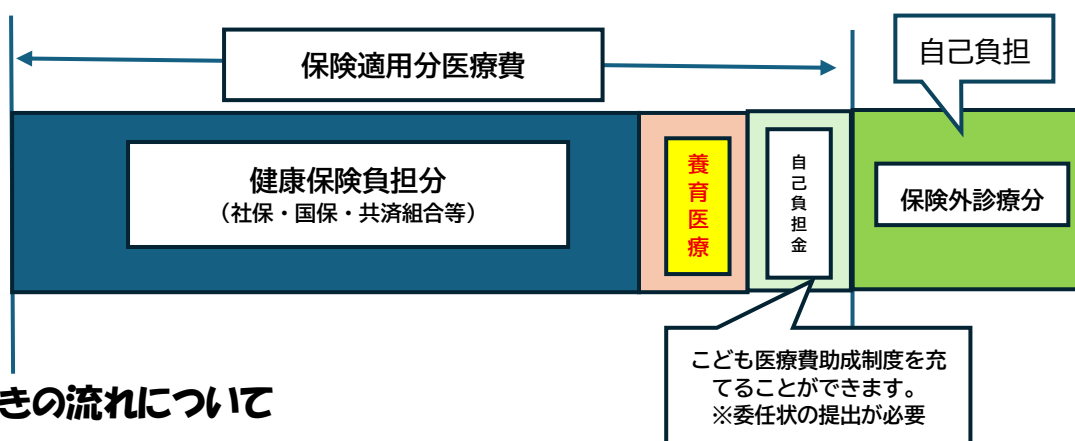 保険適用分医療費
自己負担
健康保険負担分
（社保・国保・共済組合等）
養育医療
自己負担金
保険外診療分
こども医療費助成制度を充
てることができます。
※委任状の提出が必要
きの流れについて